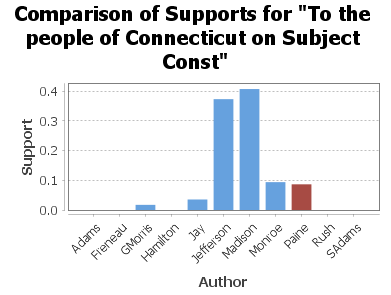 Comparison of Supports for "To the
people of Connecticut on Subject
Const"
Support
0.4
0.3
0.2
0.1
0.0
Adams
Freneau
GMorris
Hamilton
Jay
Jefferson
Madison
Monroe
Paine
Rush
SAdams
Author